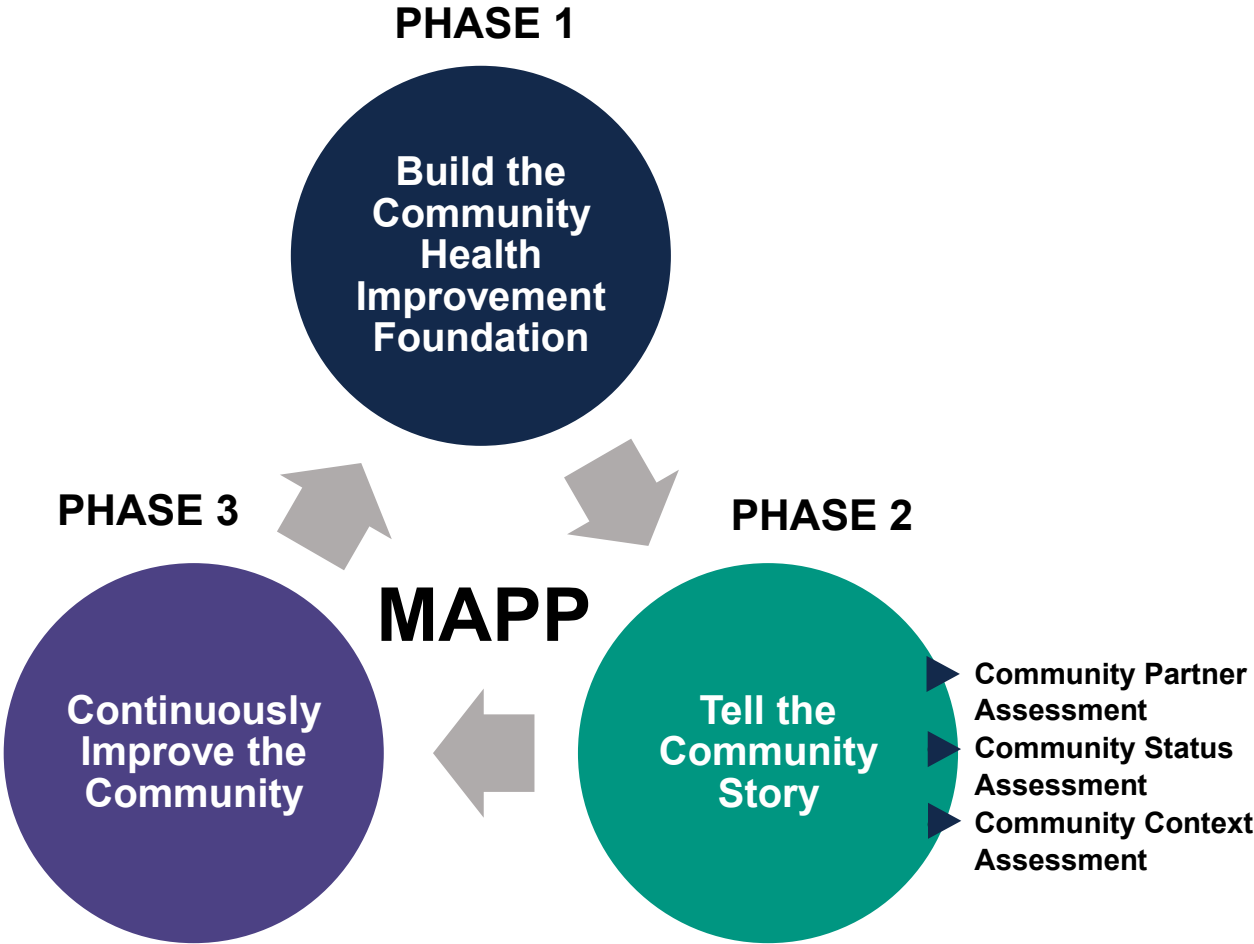 PHASE 1
Build the
Community
Health
Improvement
Foundation
PHASE 2
Tell the
Community
Story
Community Partner
Assessment
Community Status
Assessment
Community Context
Assessment
PHASE 3
Continuously
Improve the
Community
MAPP